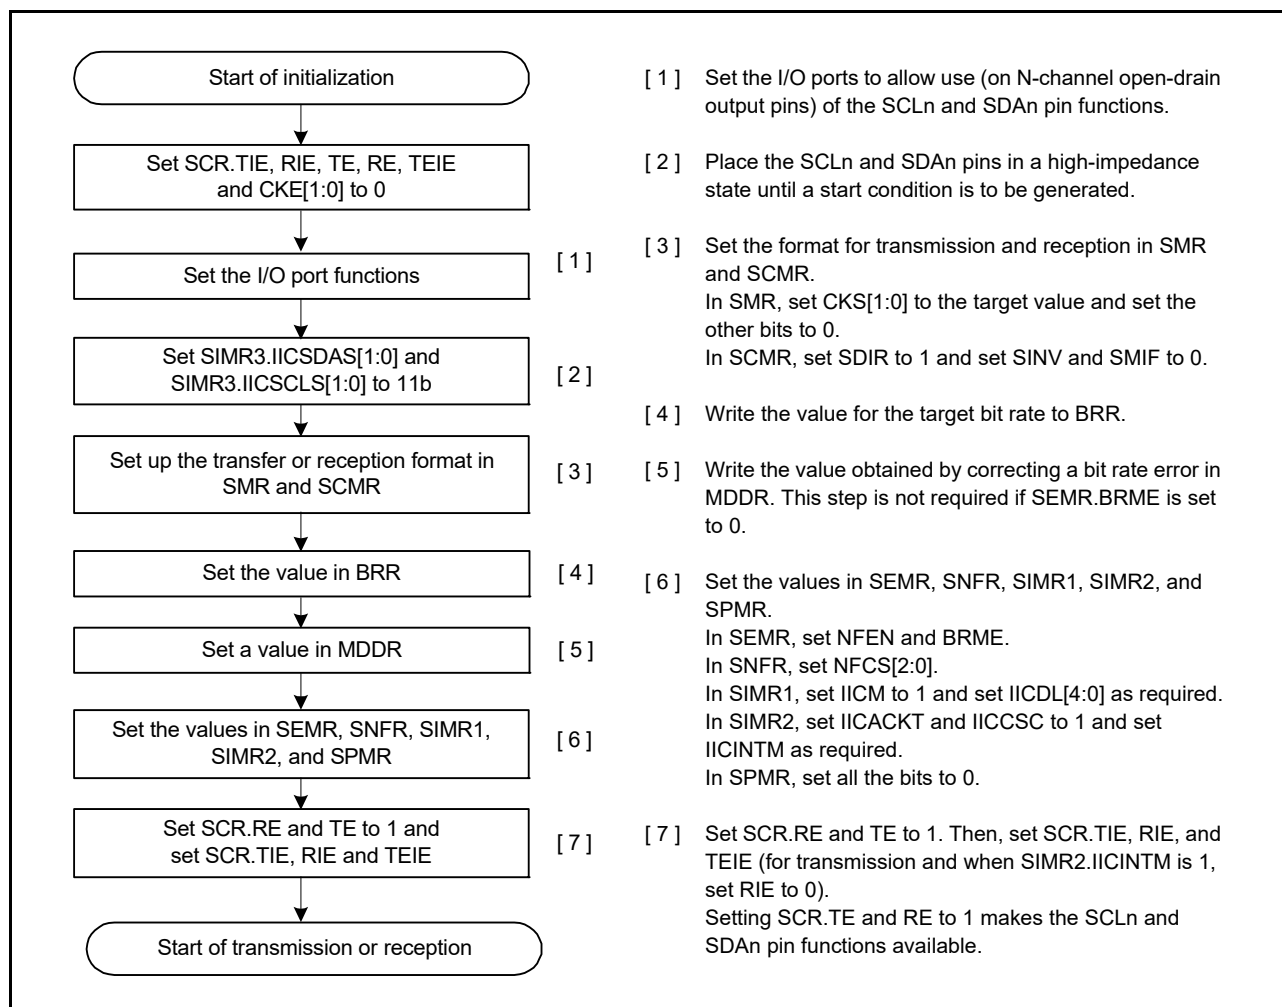 Start of initialization
Set SCR.TIE, RIE, TE, RE, TEIE
and CKE[1:0] to 0
Set the I/O port functions
[ 1 ]
Set SIMR3.IICSDAS[1:0] and
SIMR3.IICSCLS[1:0] to 11b
[ 2 ]
Set up the transfer or reception format in
SMR and SCMR
[ 3 ]
Set the value in BRR
[ 4 ]
Set a value in MDDR
[ 5 ]
Set the values in SEMR, SNFR, SIMR1,
SIMR2, and SPMR
[ 6 ]
Set SCR.RE and TE to 1 and
set SCR.TIE, RIE and TEIE
[ 7 ]
Start of transmission or reception
[ 1 ] Set the I/O ports to allow use (on N-channel open-drain
output pins) of the SCLn and SDAn pin functions.
[ 2 ] Place the SCLn and SDAn pins in a high-impedance
state until a start condition is to be generated.
[ 3 ] Set the format for transmission and reception in SMR
and SCMR.
In SMR, set CKS[1:0] to the target value and set the
other bits to 0.
In SCMR, set SDIR to 1 and set SINV and SMIF to 0.
[ 4 ] Write the value for the target bit rate to BRR.
[ 5 ] Write the value obtained by correcting a bit rate error in
MDDR. This step is not required if SEMR.BRME is set
to 0.
[ 6 ] Set the values in SEMR, SNFR, SIMR1, SIMR2, and
SPMR.
In SEMR, set NFEN and BRME.
In SNFR, set NFCS[2:0].
In SIMR1, set IICM to 1 and set IICDL[4:0] as required.
In SIMR2, set IICACKT and IICCSC to 1 and set
IICINTM as required.
In SPMR, set all the bits to 0.
[ 7 ] Set SCR.RE and TE to 1. Then, set SCR.TIE, RIE, and
TEIE (for transmission and when SIMR2.IICINTM is 1,
set RIE to 0).
Setting SCR.TE and RE to 1 makes the SCLn and
SDAn pin functions available.